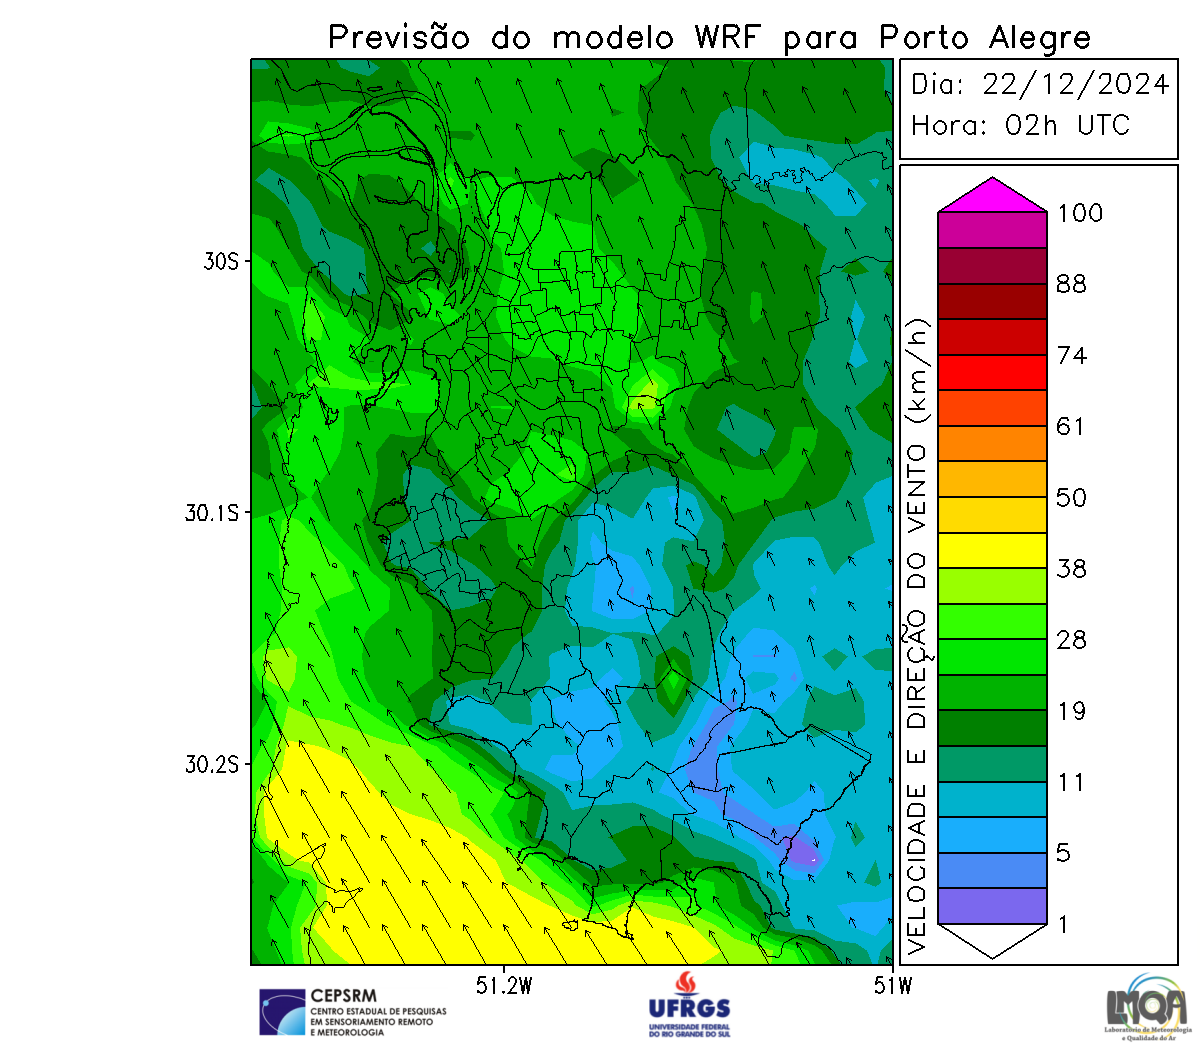 Previsão do modelo WRF para Porto Alegre
Dia: 22/12/2024
Hora: 02h UTC
100
88
74
61
50
38
28
19
11
5
1
VELOCIDADE E DIREÇÃO DO VENTO (km/h)
30S
30.1S
30.2S
51.2W
51W
CEPSRM
CENTRO ESTADUAL DE PESQUISAS
EM SENSORIAMENTO REMOTO
E METEOROLOGIA
UFRGS
UNIVERSIDADE FEDERAL
DO RIO GRANDE DO SUL
LMQA
Laboratório de Meteorologia
e Qualidade do Ar